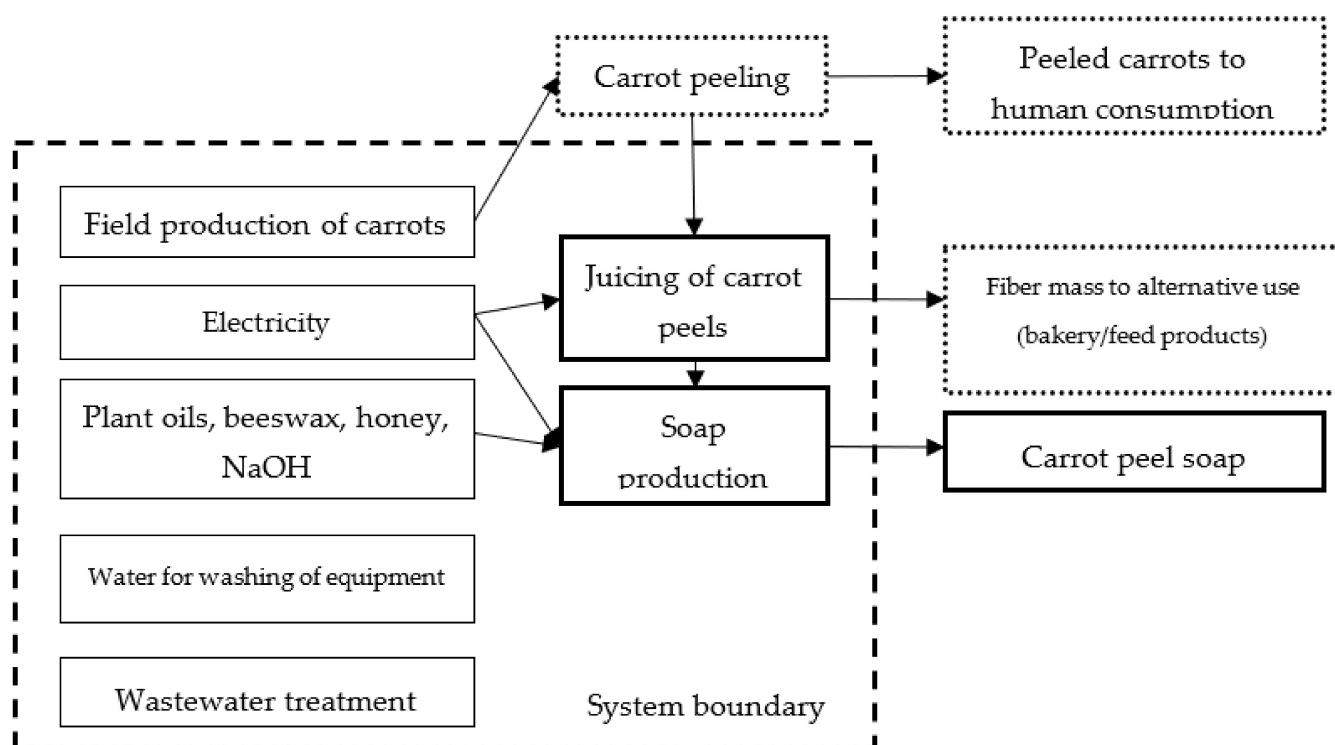 Carrot peeling
Peeled carrots to
human consumption
Field production of carrots
Juicing of carrot
peels
Fiber mass to alternative use
(bakery/feed products)
Electricity
Plant oils, beeswax, honey,
NaOH
Soap
production
Carrot peel soap
Water for washing of equipment
Wastewater treatment
System boundary